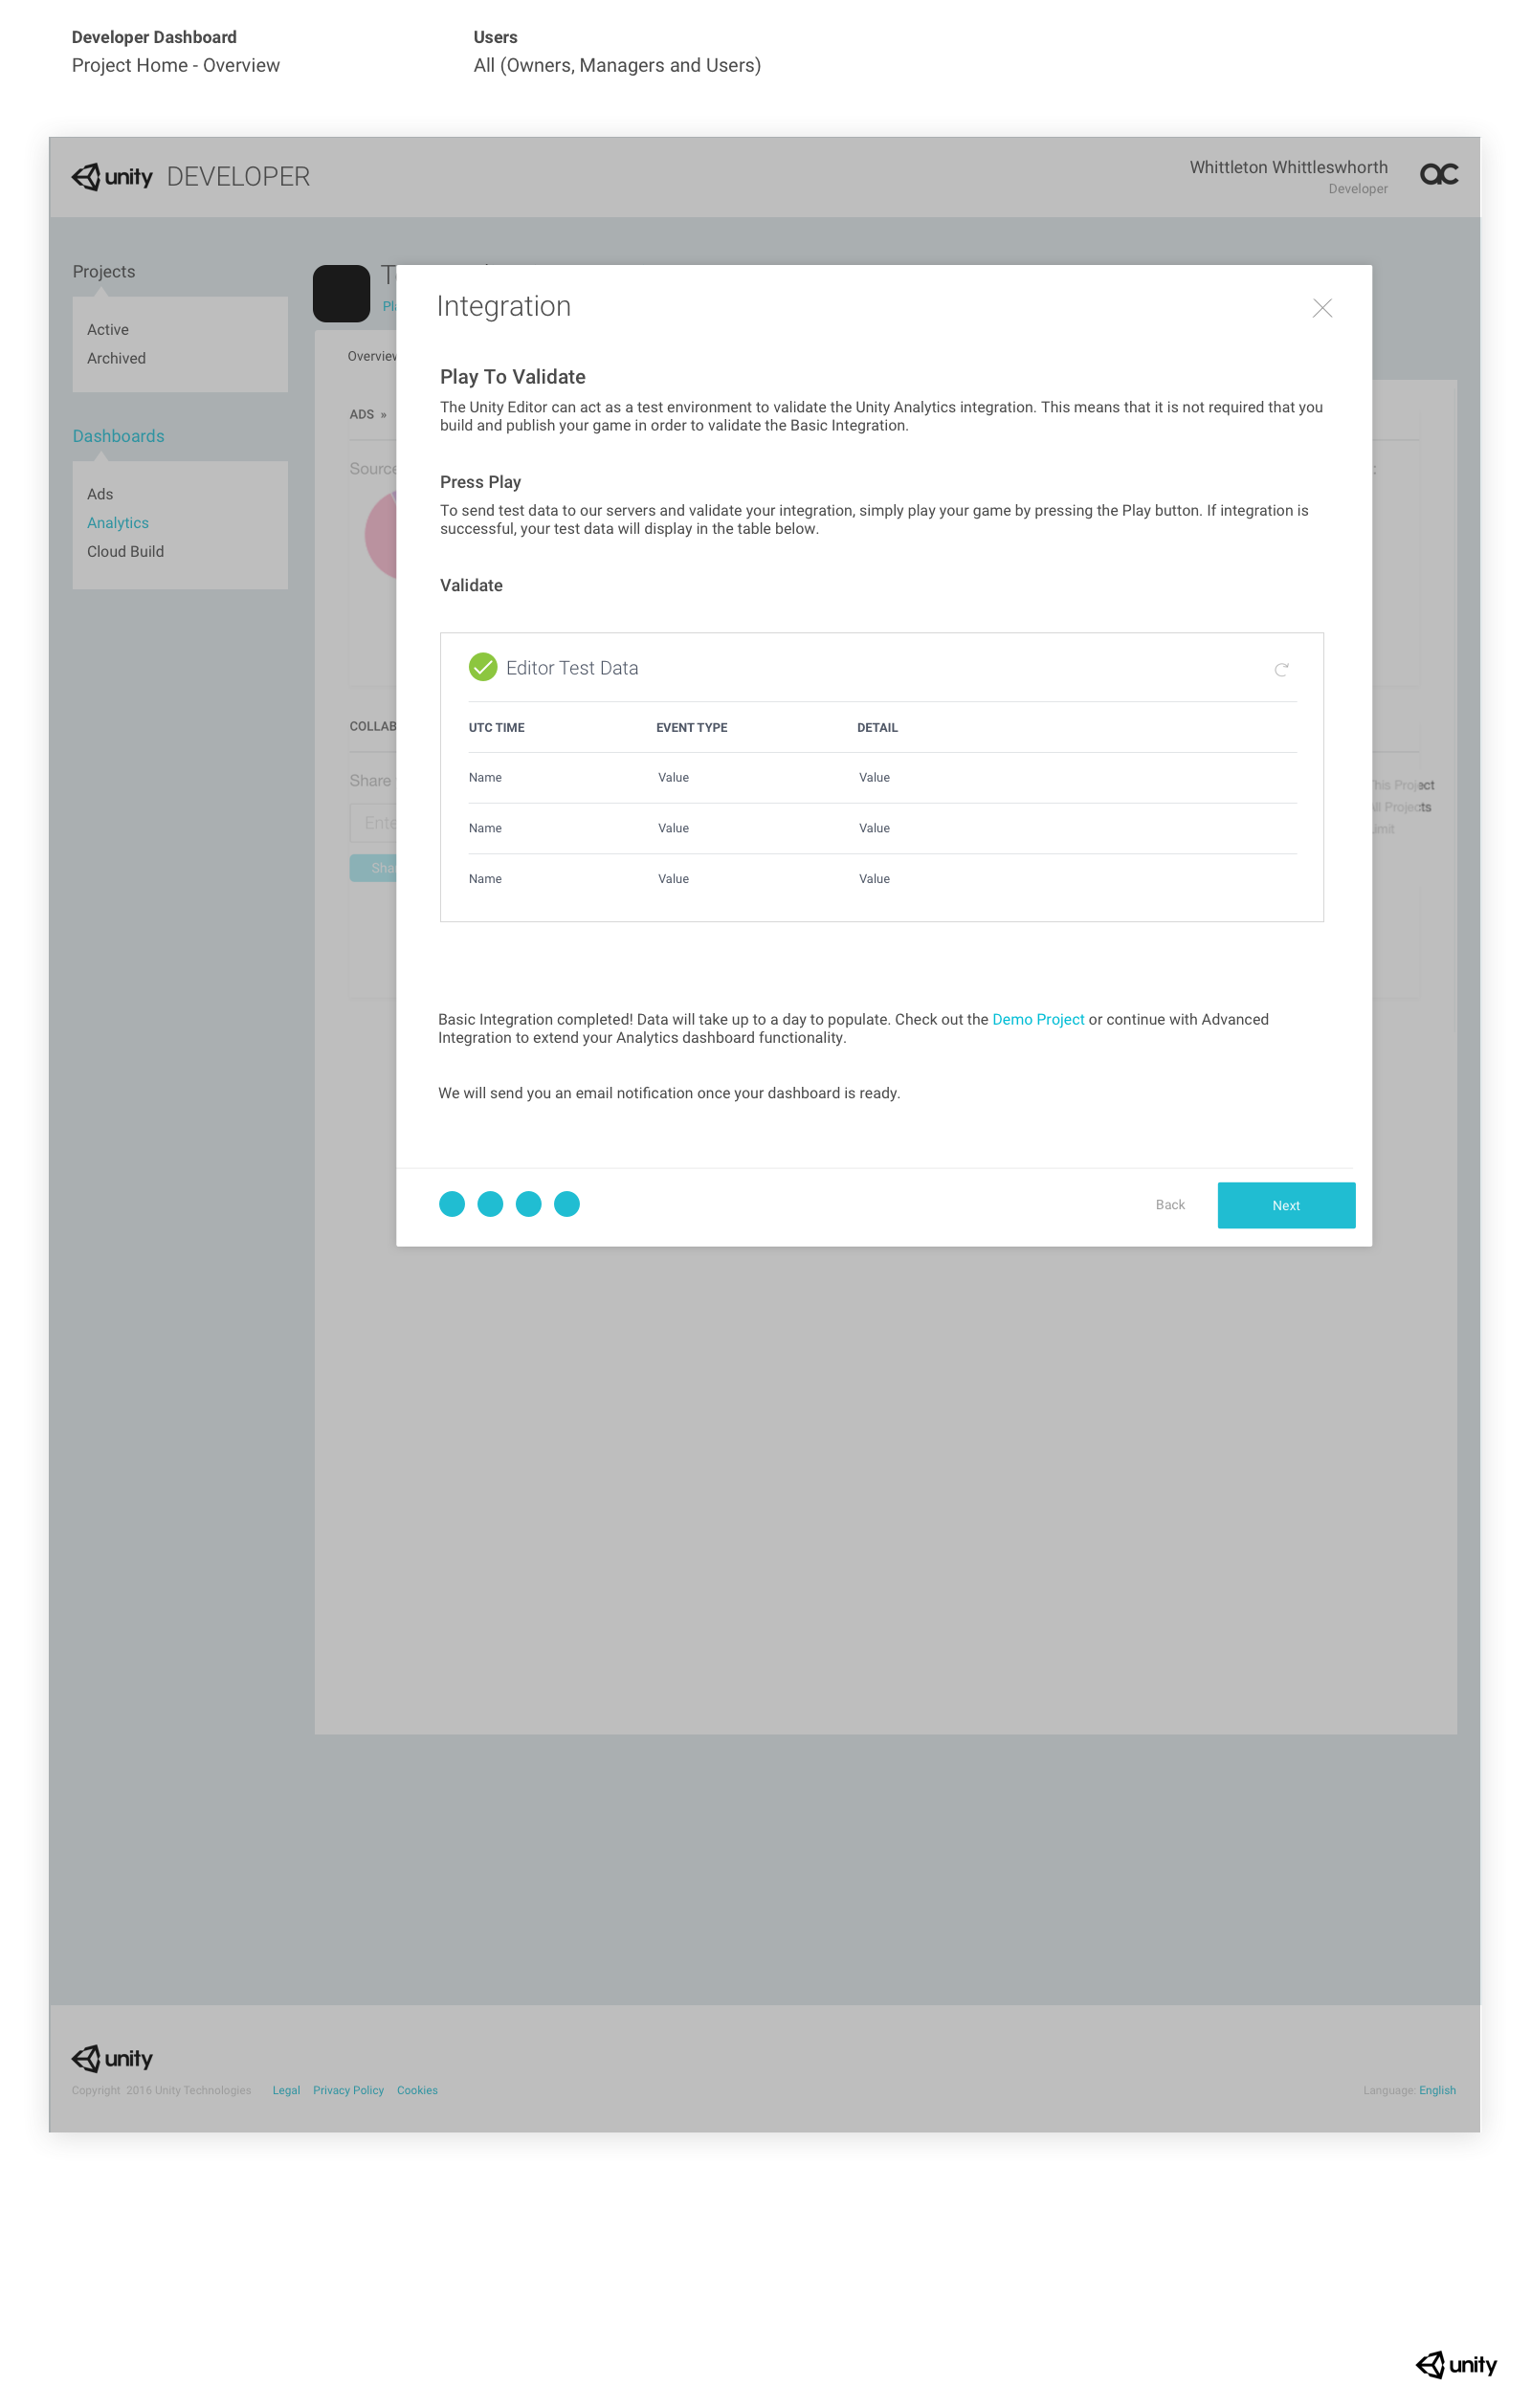 Developer Dashboard
Project Home - Overview
Users
All (Owners, Managers and Users)
unity DEVELOPER
Whittleton Whittleswhorth
Developer
Projects
Active
Archived
Dashboards
Ads
Analytics
Cloud Build
ADS »
Share
Integration
Play To Validate
The Unity Editor can act as a test environment to validate the Unity Analytics integration. This means that it is not required that you
build and publish your game in order to validate the Basic Integration.
Press Play
To send test data to our servers and validate your integration, simply play your game by pressing the Play button. If integration is
successful, your test data will display in the table below.
Validate
Editor Test Data
UTC TIME EVENT TYPE DETAIL
Name Value Value
Name Value Value
Name Value Value
Basic Integration completed! Data will take up to a day to populate. Check out the Demo Project or continue with Advanced
Integration to extend your Analytics dashboard functionality.
We will send you an email notification once your dashboard is ready.
Back
Next
This Project
All Projects
Limit
unity
Copyright 2016 Unity Technologies Legal Privacy Policy Cookies
Language: English
unity